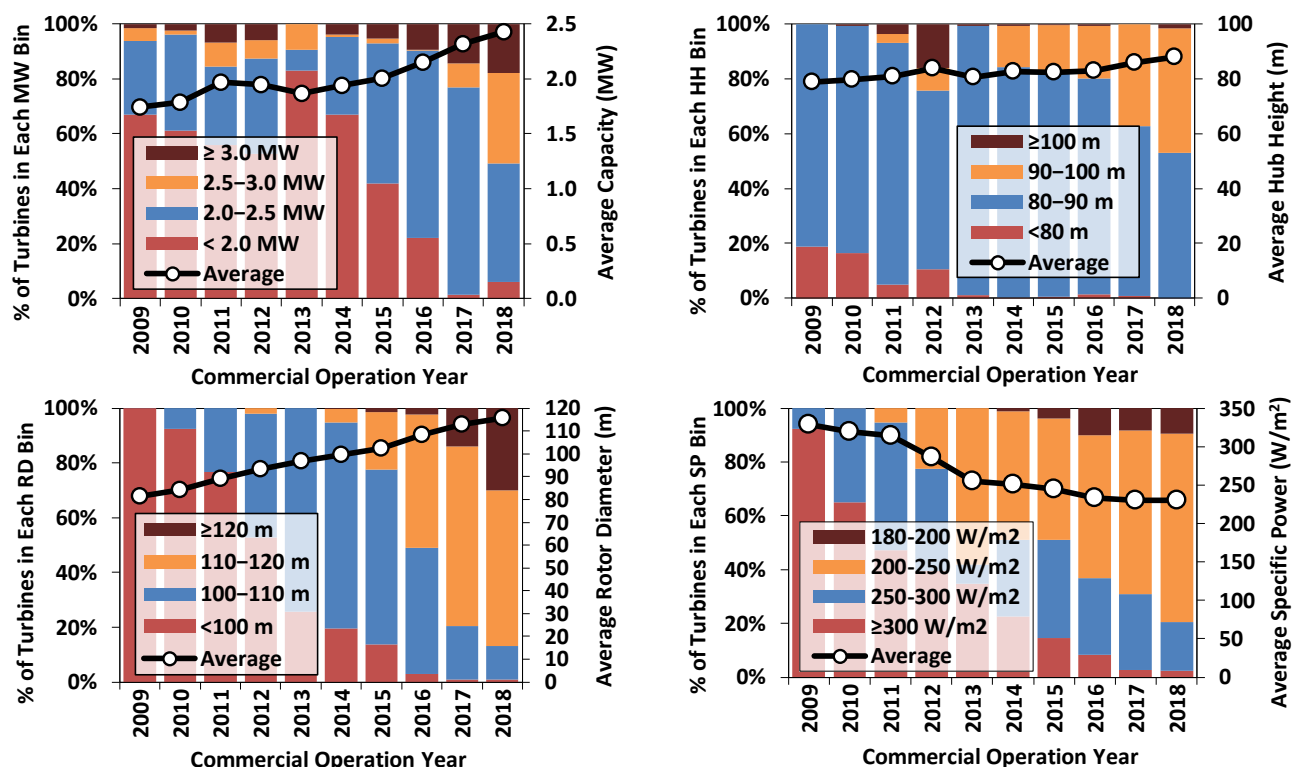 % of Turbines in Each MW Bin
100%
80%
60%
40%
20%
0%
≥ 3.0 MW
2.5–3.0 MW
2.0–2.5 MW
< 2.0 MW
Average
2.5
2.0
1.5
1.0
0.5
0.0
Average Capacity (MW)
2009 2010 2011 2012 2013 2014 2015 2016 2017 2018
Commercial Operation Year
% of Turbines in Each HH Bin
100%
80%
60%
40%
20%
0%
≥100 m
90–100 m
80–90 m
<80 m
Average
100
80
60
40
20
0
Average Hub Height (m)
2009 2010 2011 2012 2013 2014 2015 2016 2017 2018
Commercial Operation Year
% of Turbines in Each RD Bin
100%
80%
60%
40%
20%
0%
≥120 m
110–120 m
100–110 m
<100 m
Average
120
110
100
90
80
70
60
50
40
30
20
10
0
Average Rotor Diameter (m)
2009 2010 2011 2012 2013 2014 2015 2016 2017 2018
Commercial Operation Year
% of Turbines in Each SP Bin
100%
80%
60%
40%
20%
0%
180-200 W/m2
200-250 W/m2
250-300 W/m2
≥300 W/m2
Average
350
300
250
200
150
100
50
0
Average Specific Power (W/m²)
2009 2010 2011 2012 2013 2014 2015 2016 2017 2018
Commercial Operation Year